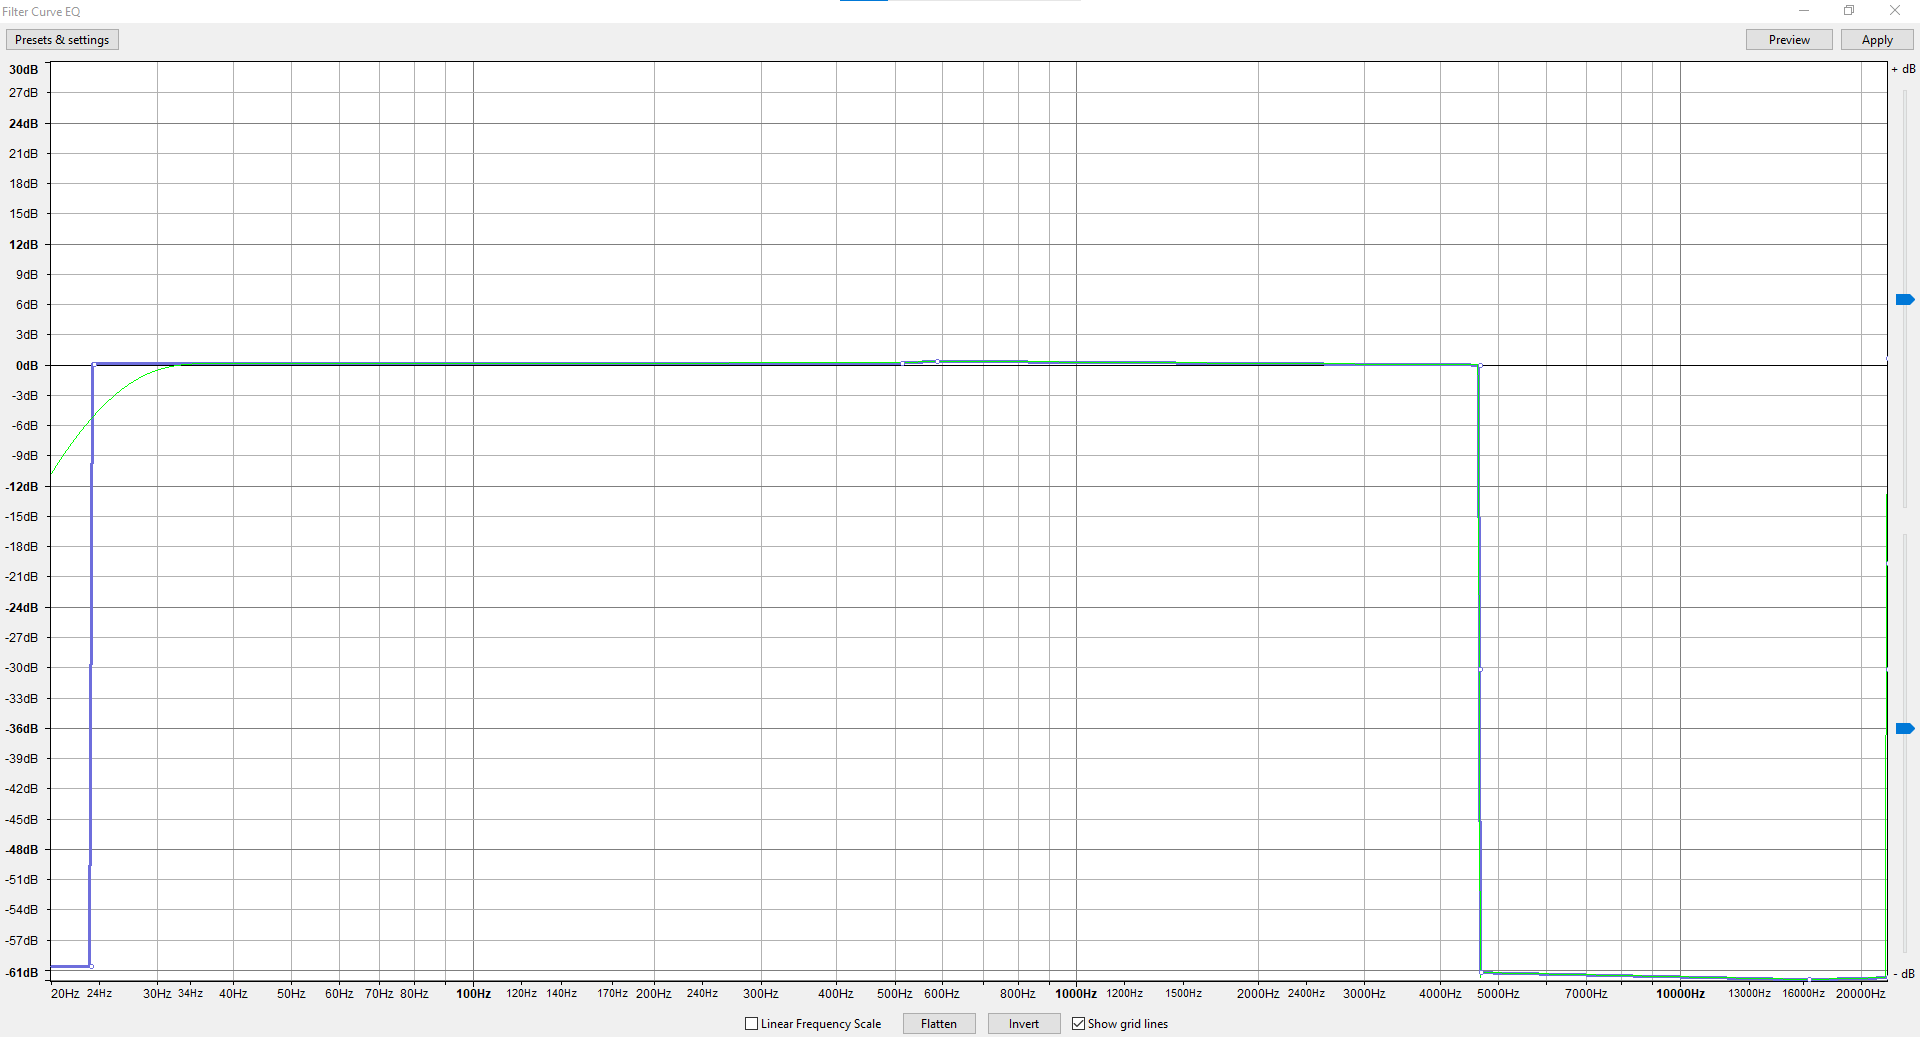 Filter Curve EQ
Presets & settings
Preview
Apply
30dB
27dB
24dB
21dB
18dB
15dB
12dB
9dB
6dB
3dB
0dB
-3dB
-6dB
-9dB
-12dB
-15dB
-18dB
-21dB
-24dB
-27dB
-30dB
-33dB
-36dB
-39dB
-42dB
-45dB
-48dB
-51dB
-54dB
-57dB
-61dB
+ dB
- dB
20Hz 24Hz 30Hz 34Hz 40Hz 50Hz 60Hz 70Hz 80Hz 100Hz 120Hz 140Hz 170Hz 200Hz 240Hz 300Hz 400Hz 500Hz 600Hz 800Hz 1000Hz 1200Hz 1500Hz 2000Hz 2400Hz 3000Hz 4000Hz 5000Hz 7000Hz 10000Hz 13000Hz 16000Hz 20000Hz
Linear Frequency Scale
Flatten
Invert
Show grid lines